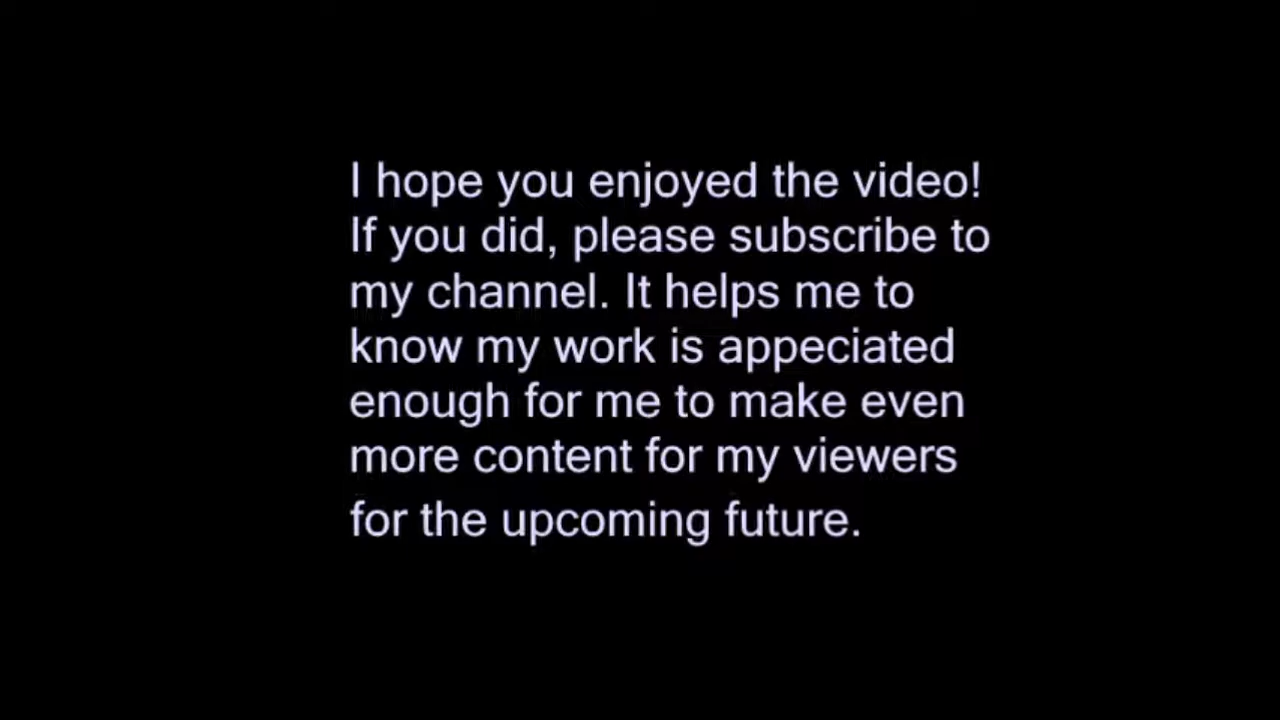 I hope you enjoyed the video!
If you did, please subscribe to
my channel. It helps me to
know my work is appeciated
enough for me to make even
more content for my viewers
for the upcoming future.